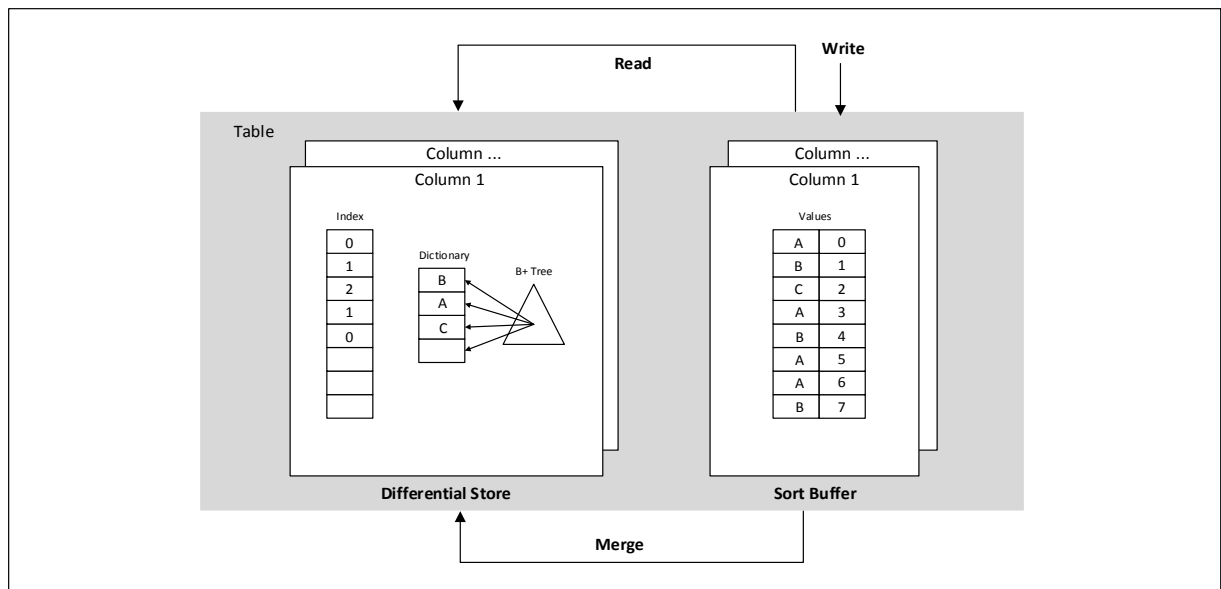 Write
Read
Table
Column ...
Column 1
Index
0
1
2
1
0
Dictionary
B
A
C
B+ Tree
Differential Store
Column ...
Column 1
Values
A 0
B 1
C 2
A 3
B 4
A 5
A 6
B 7
Sort Buffer
Merge